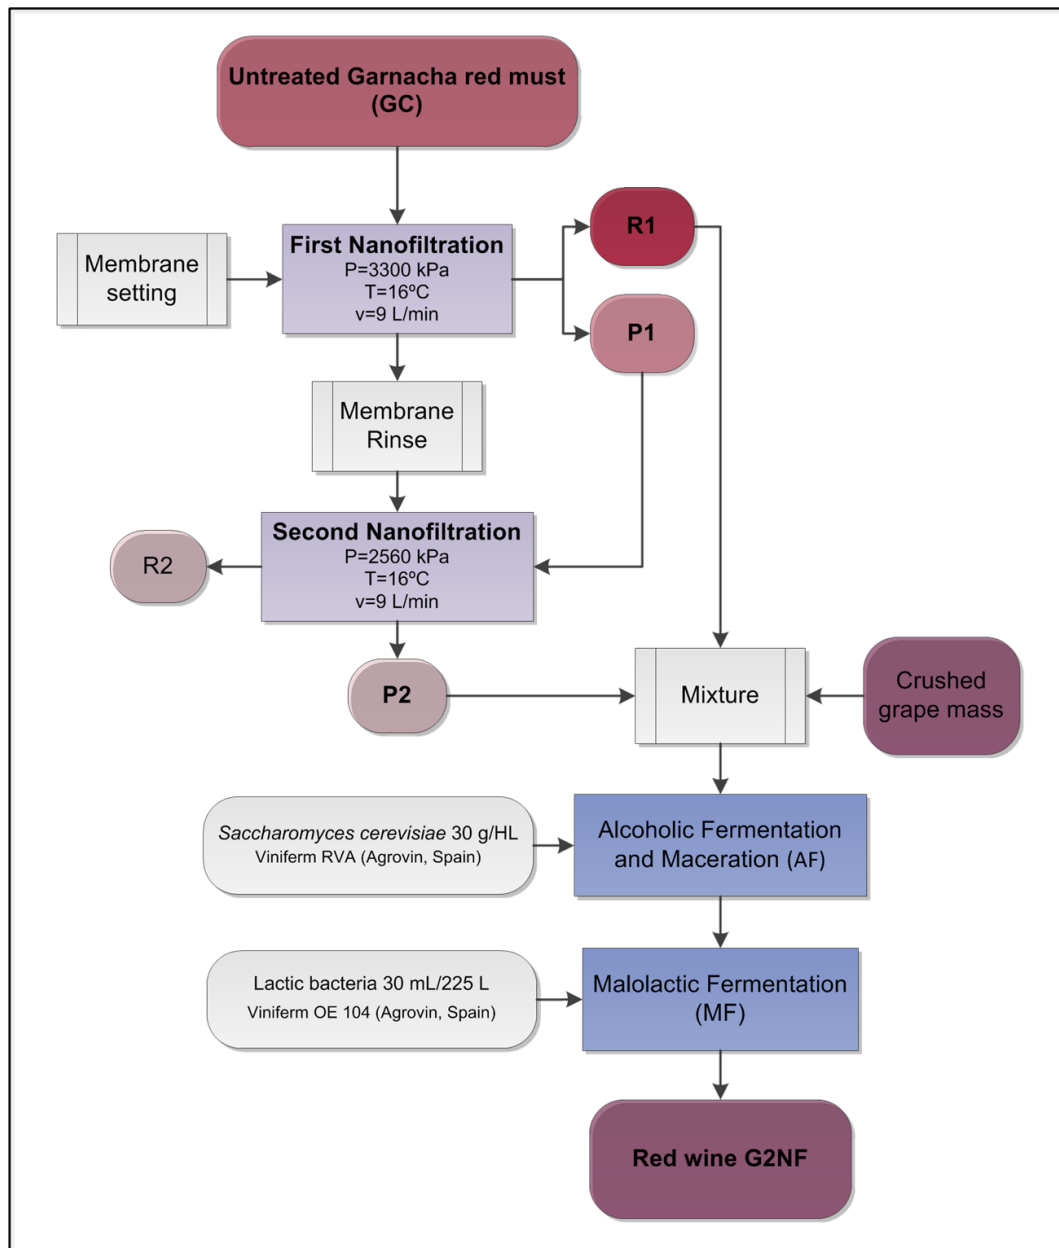 Untreated Garnacha red must
(GC)
First Nanofiltration
P=3300 kPa
T=16ºC
v=9 L/min
Membrane
setting
R1
P1
Membrane
Rinse
Second Nanofiltration
P=2560 kPa
T=16ºC
v=9 L/min
R2
P2
Mixture
Crushed
grape mass
Saccharomyces cerevisiae 30 g/HL
Viniferm RVA (Agrovin, Spain)
Alcoholic Fermentation
and Maceration (AF)
Lactic bacteria 30 mL/225 L
Viniferm OE 104 (Agrovin, Spain)
Malolactic Fermentation
(MF)
Red wine G2NF